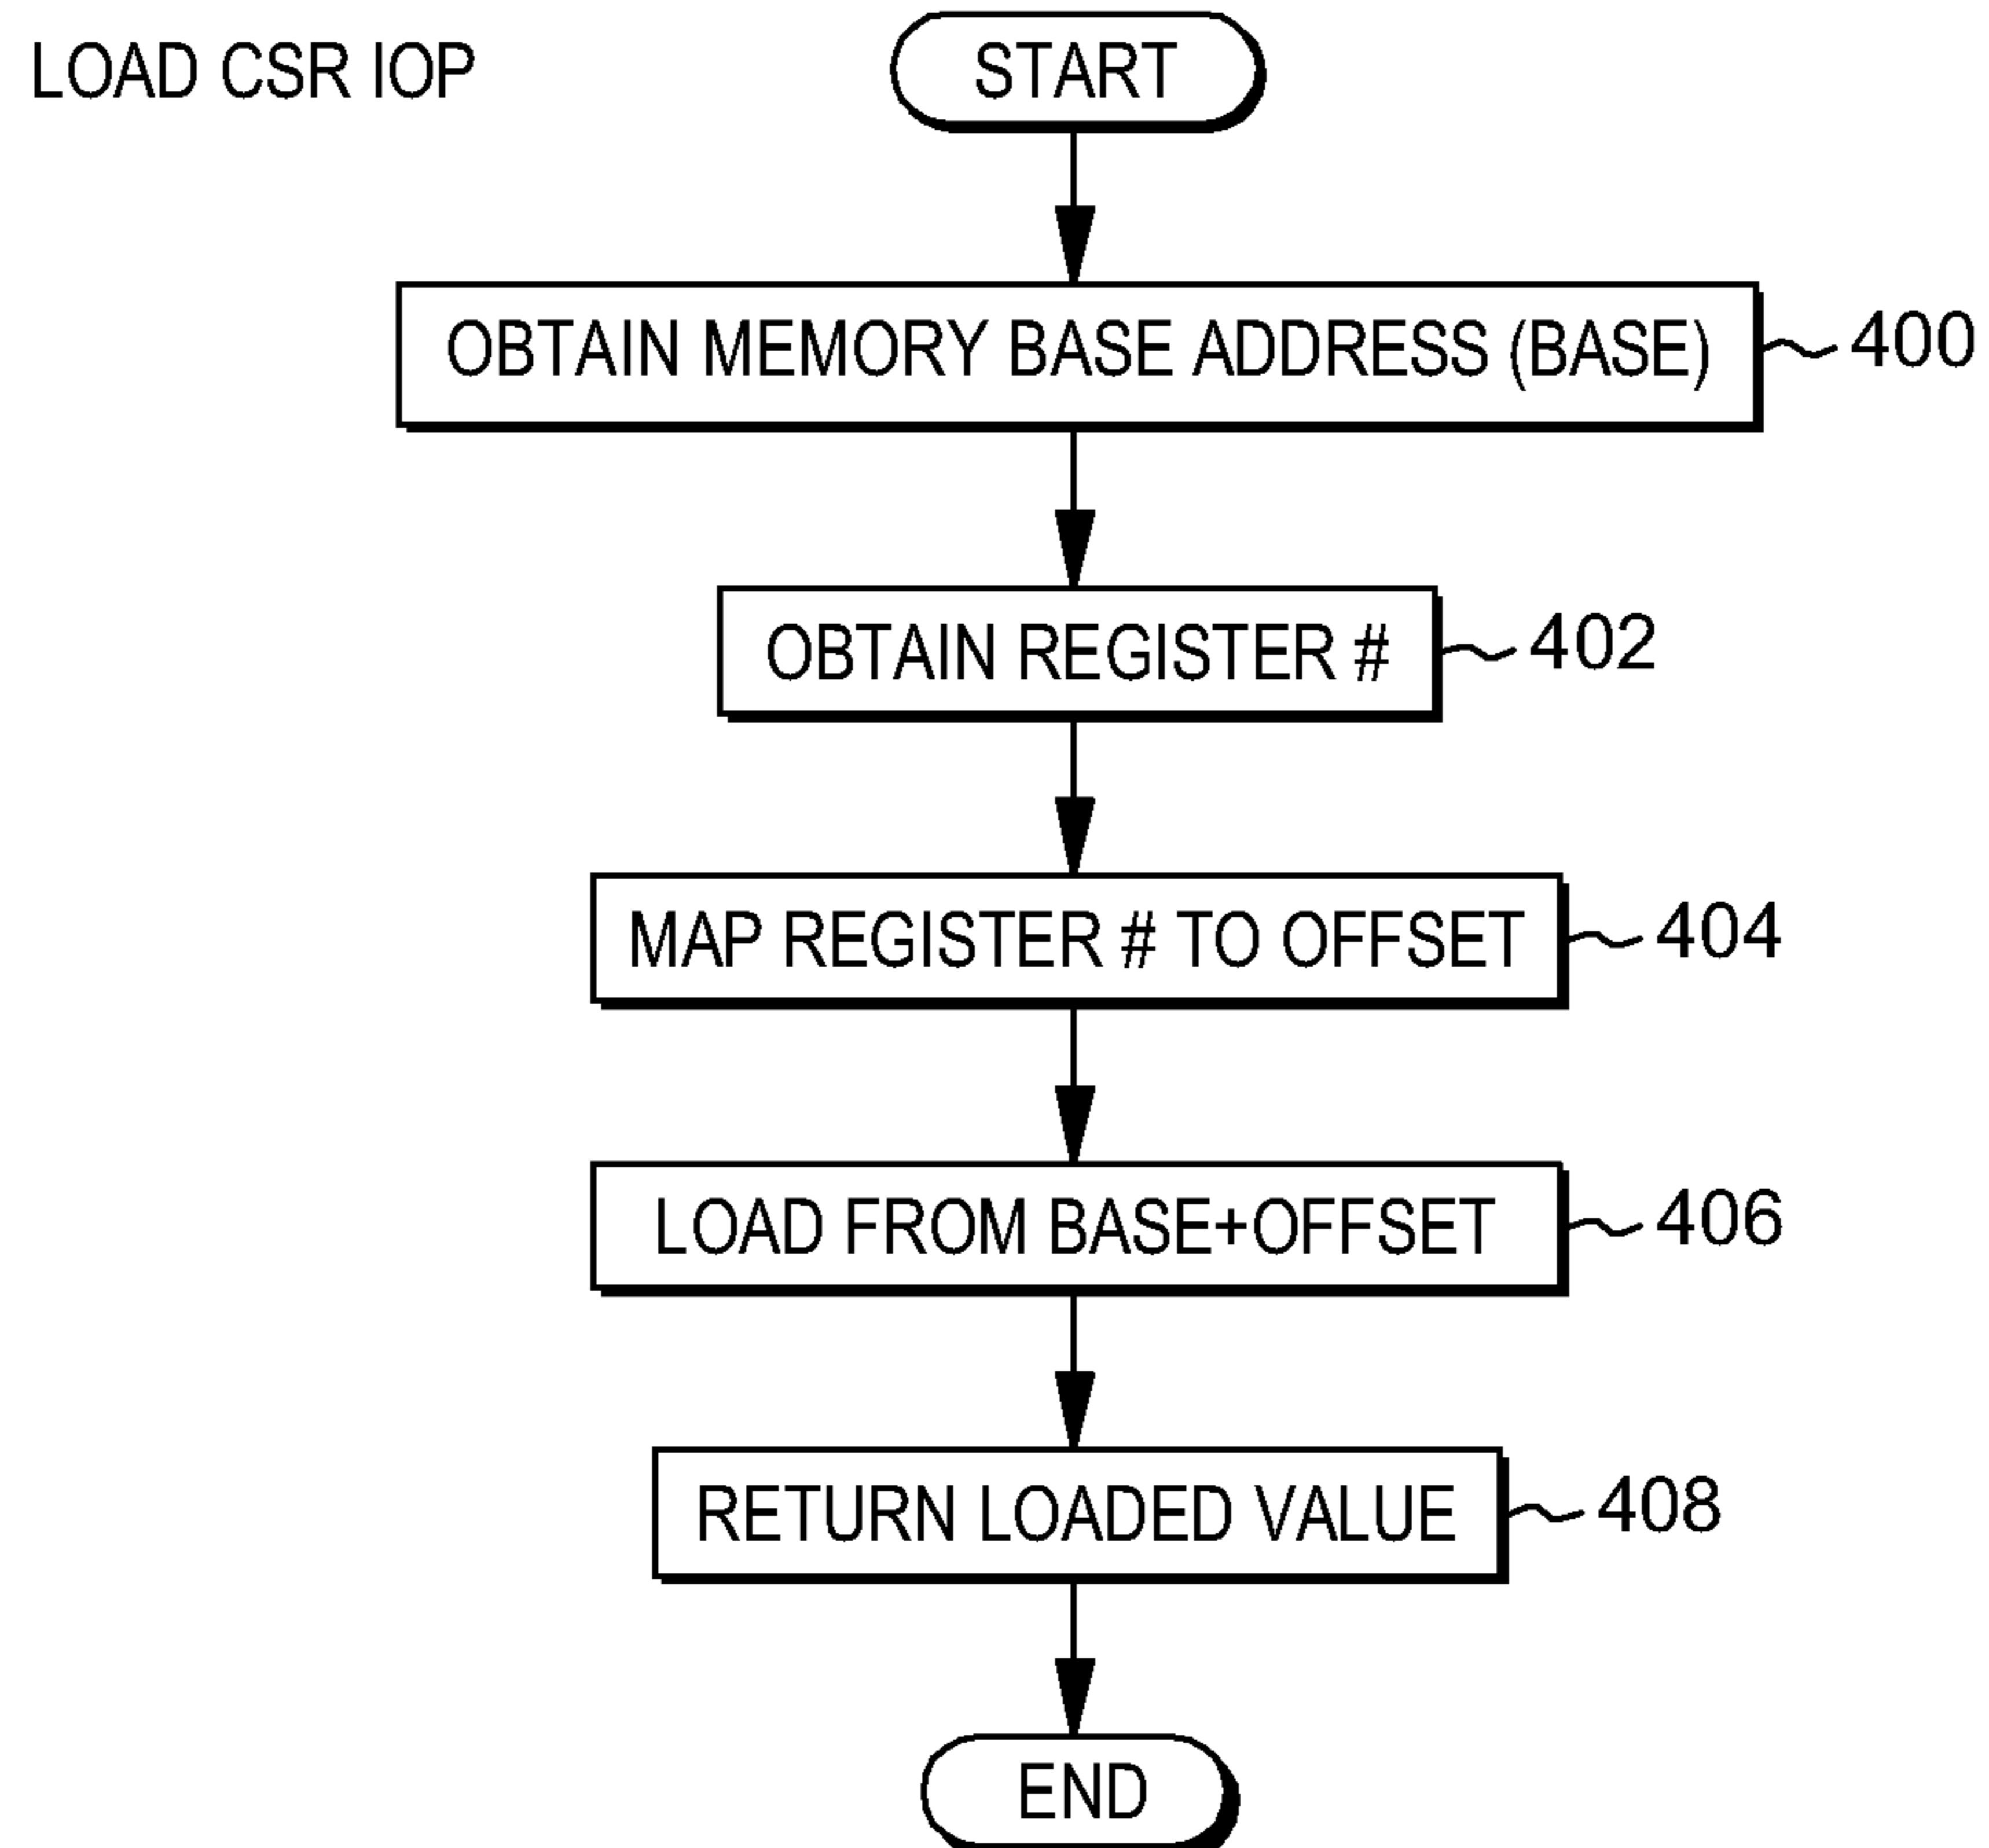 LOAD CSR IOP
START
OBTAIN MEMORY BASE ADDRESS (BASE)
400
OBTAIN REGISTER #
402
MAP REGISTER # TO OFFSET
404
LOAD FROM BASE+OFFSET
406
RETURN LOADED VALUE
408
END